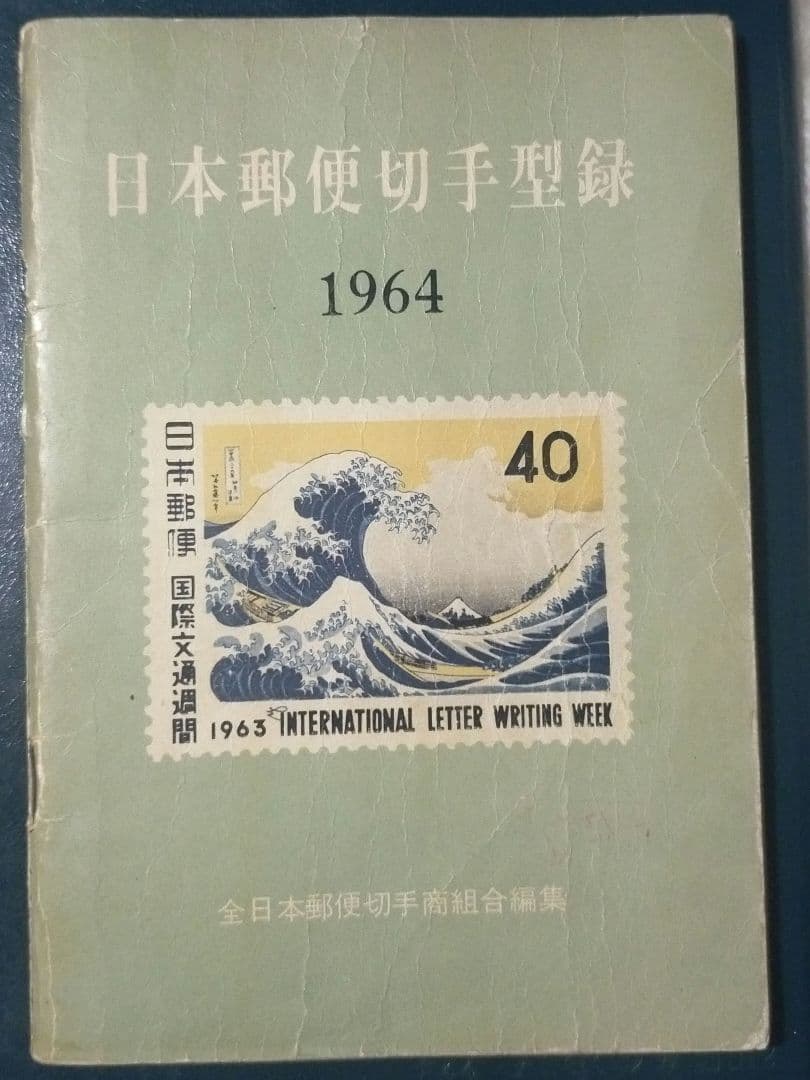 日本郵便切手型録
1964
日本郵便 国際文通週間
40
1963 INTERNATIONAL LETTER WRITING WEEK
全日本郵便切手商組合編集